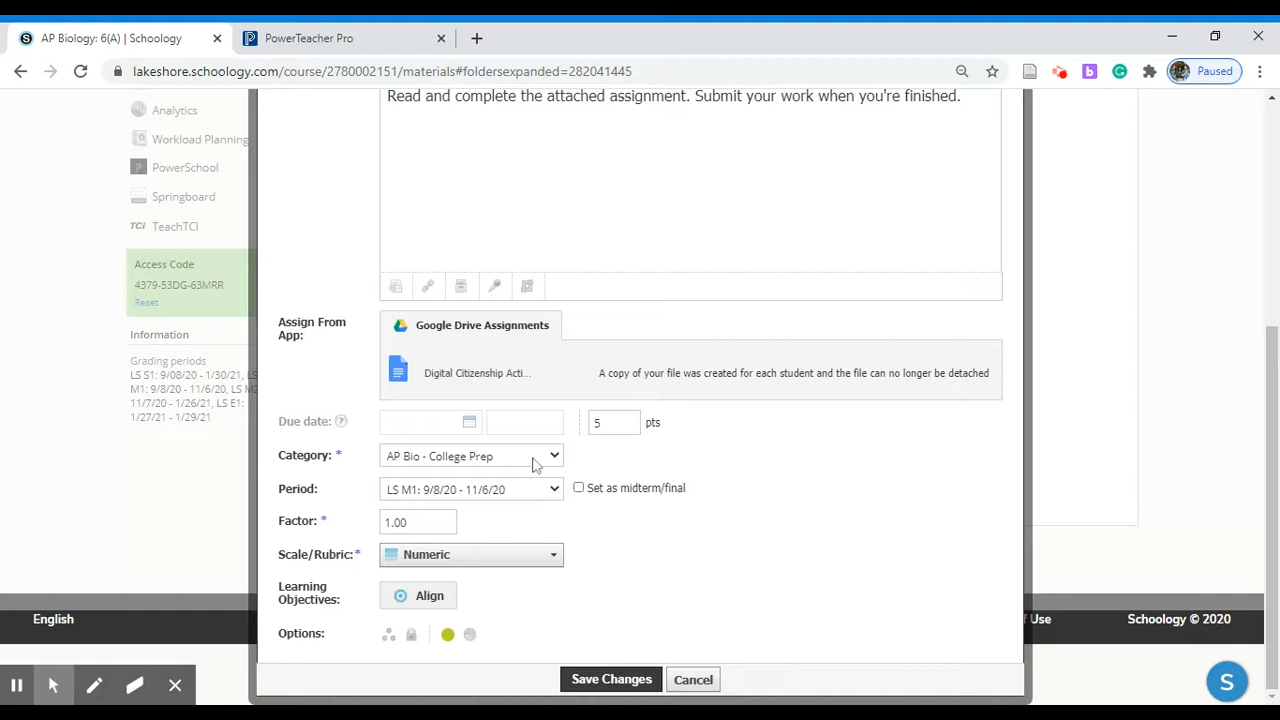 AP Biology: 6(A) | Schoology
PowerTeacher Pro
lakeshore.schoology.com/course/2780002151/materials#foldersexpanded=282041445
Paused
Analytics
Workload Planning
PowerSchool
Springboard
TCi TeachTCI
Access Code
4379-53DG-63MRR
Reset
Information
Grading periods
LS S1: 9/08/20 - 1/30/21, LS
M1: 9/8/20 - 11/6/20, LS M2:
11/7/20 - 1/26/21, LS E1:
1/27/21 - 1/29/21
Read and complete the attached assignment. Submit your work when you're finished.
Assign From App:
Google Drive Assignments
Digital Citizenship Acti...
A copy of your file was created for each student and the file can no longer be detached
Due date: ?
5 pts
Category: *
AP Bio - College Prep
Period:
LS M1: 9/8/20 - 11/6/20
Set as midterm/final
Factor: *
1.00
Scale/Rubric: *
Numeric
Learning Objectives:
Align
Options:
Save Changes
Cancel
English
of Use
Schoology © 2020
S